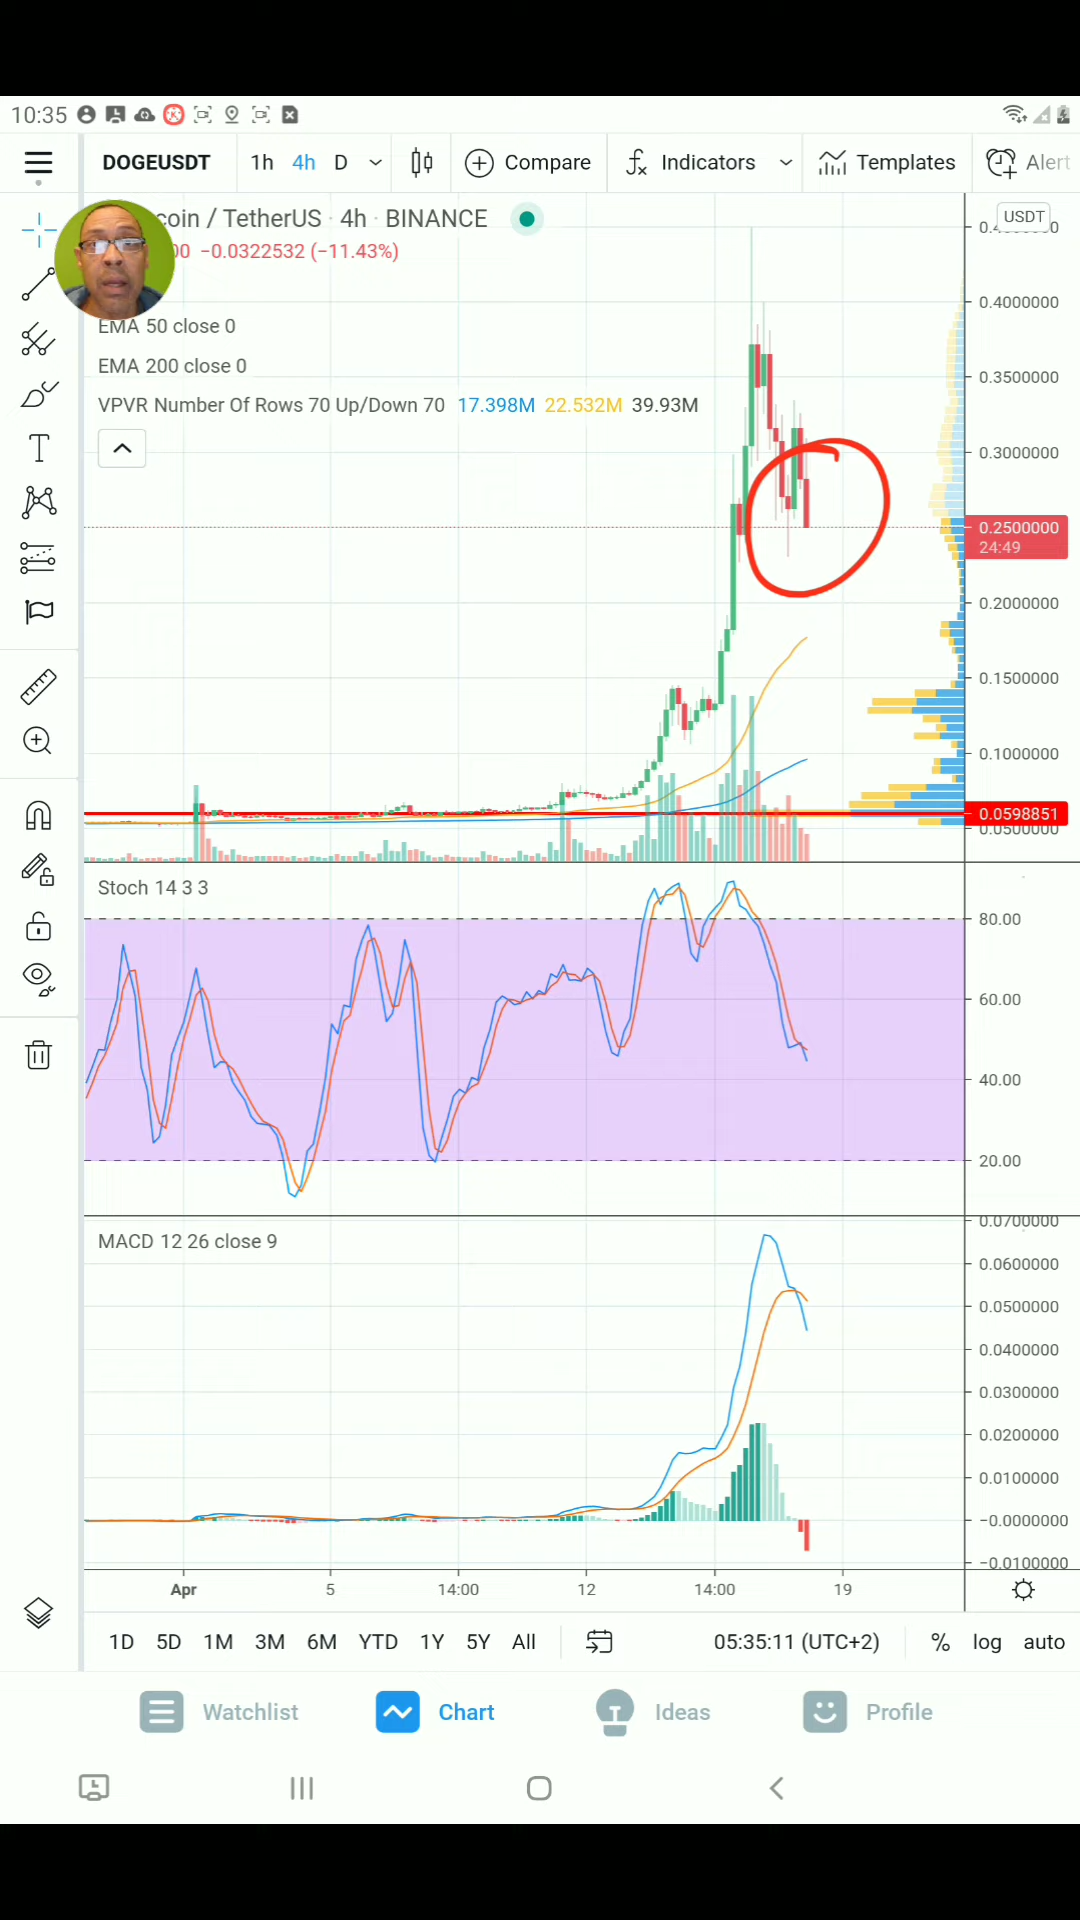 10:35
DOGEUSDT 1h 4h D Compare Indicators Templates Alert
coin / TetherUS · 4h · BINANCE
USDT
00 −0.0322532 (−11.43%)
EMA 50 close 0
EMA 200 close 0
VPVR Number Of Rows 70 Up/Down 70 17.398M 22.532M 39.93M
0.4000000
0.3500000
0.3000000
0.2500000
24:49
0.2000000
0.1500000
0.1000000
0.0598851
0.0500000
Stoch 14 3 3
80.00
60.00
40.00
20.00
MACD 12 26 close 9
0.0700000
0.0600000
0.0500000
0.0400000
0.0300000
0.0200000
0.0100000
−0.0000000
−0.0100000
Apr 5 14:00 12 14:00 19
1D 5D 1M 3M 6M YTD 1Y 5Y All 05:35:11 (UTC+2) % log auto
Watchlist Chart Ideas Profile